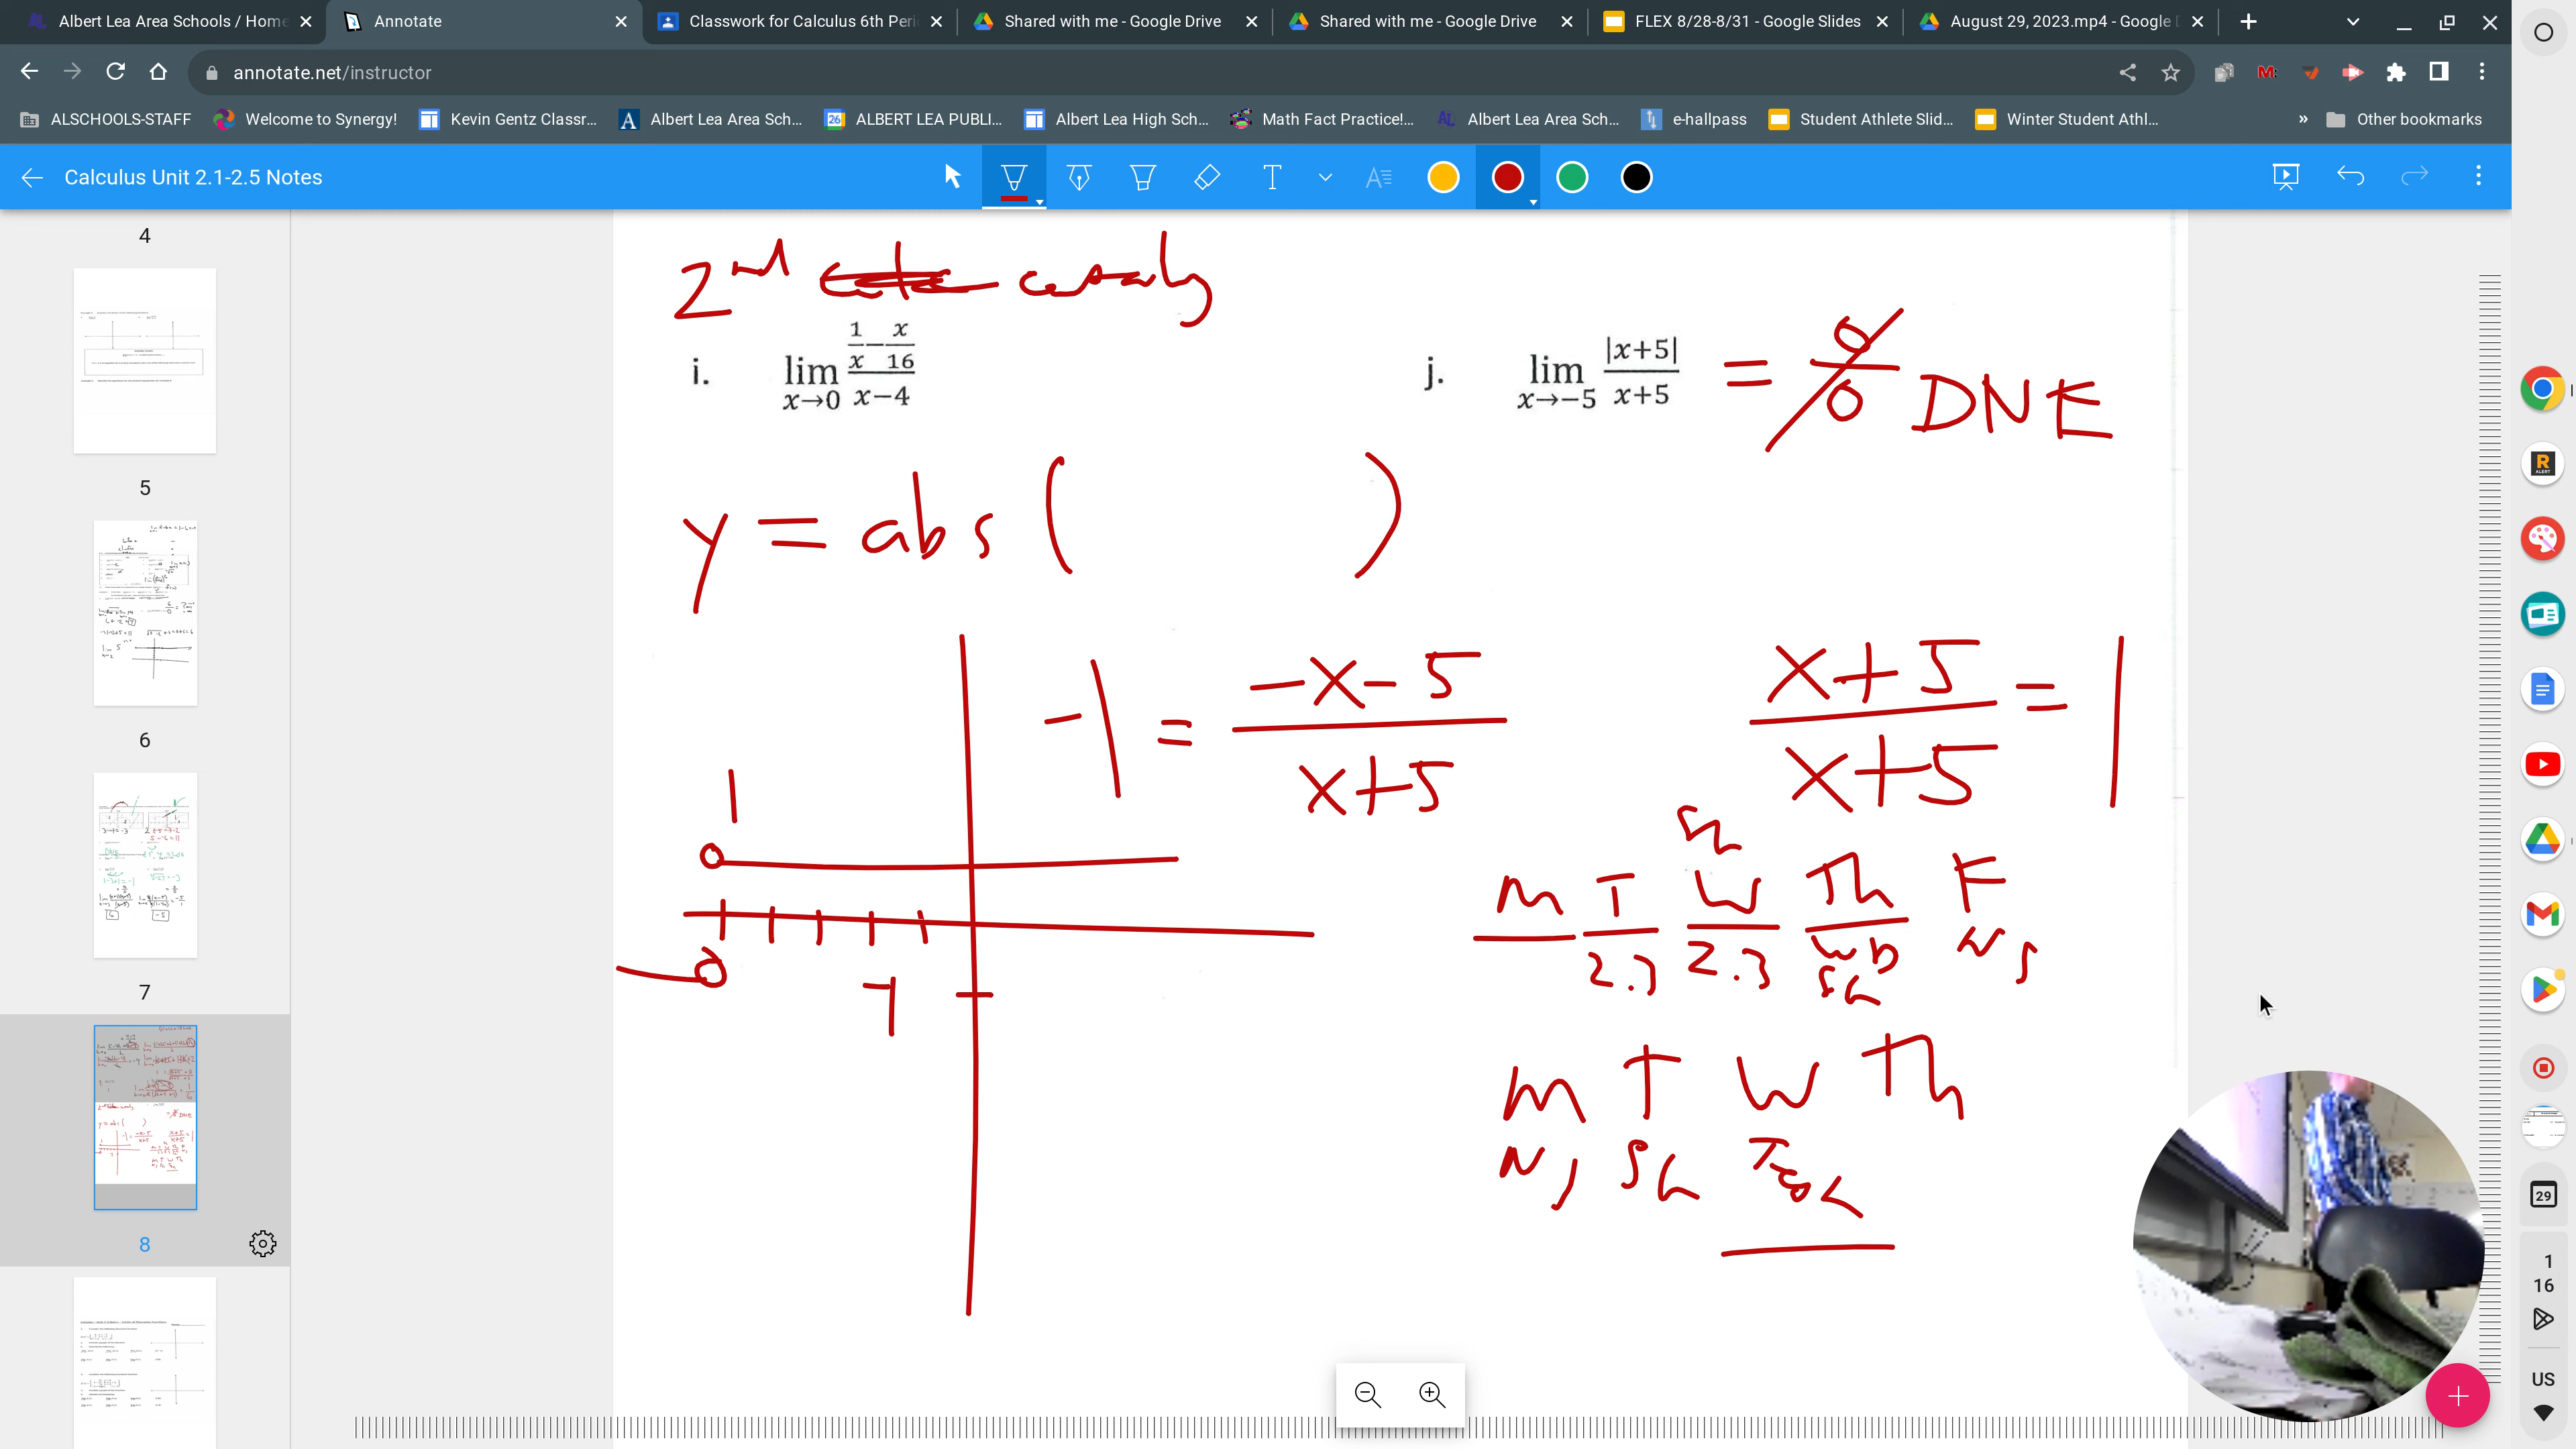 Albert Lea Area Schools / Home
Annotate
Classwork for Calculus 6th Peri
Shared with me - Google Drive
Shared with me - Google Drive
FLEX 8/28-8/31 - Google Slides
August 29, 2023.mp4 - Google D
annotate.net/instructor
ALSCHOOLS-STAFF
Welcome to Synergy!
Kevin Gentz Classr...
Albert Lea Area Sch...
ALBERT LEA PUBLI...
Albert Lea High Sch...
Math Fact Practice!...
Albert Lea Area Sch...
e-hallpass
Student Athlete Slid...
Winter Student Athl...
»
Other bookmarks
Calculus Unit 2.1-2.5 Notes
4
5
6
7
8
2nd
i. lim x→0 (1/x − x/16)/(x−4)
j. lim x→−5 |x+5|/(x+5) = 0/0 DNE
y = abs ( )
-1 = (-x-5)/(x+5)
(x+5)/(x+5) = 1
1
M T W Th F
2.3 2.3 wb
M T W Th
29
1
16
US